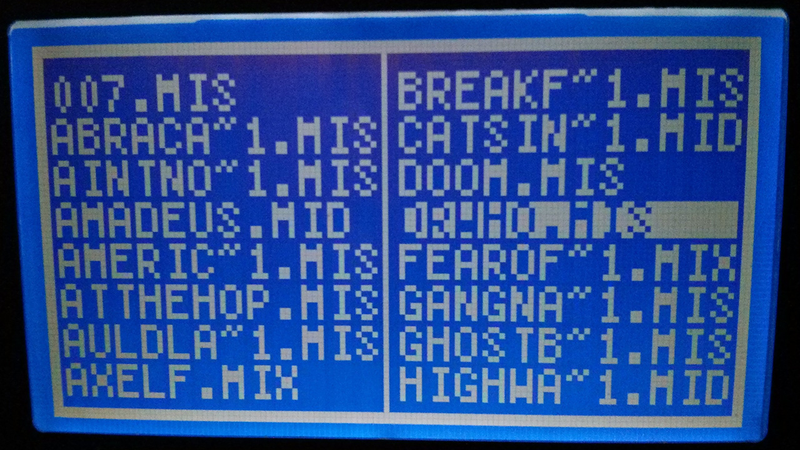 007.MIS
ABRACA~1.MIS
AINTNO~1.MIS
AMADEUS.MID
AMERIC~1.MIS
ATTHEHOP.MIS
AULDLA~1.MIS
AXELF.MIX
BREAKF~1.MIS
CATSIN~1.MID
DOOM.MIS
FEAROF~1.MIX
GANGNA~1.MIS
GHOSTB~1.MIS
HIGHWA~1.MID